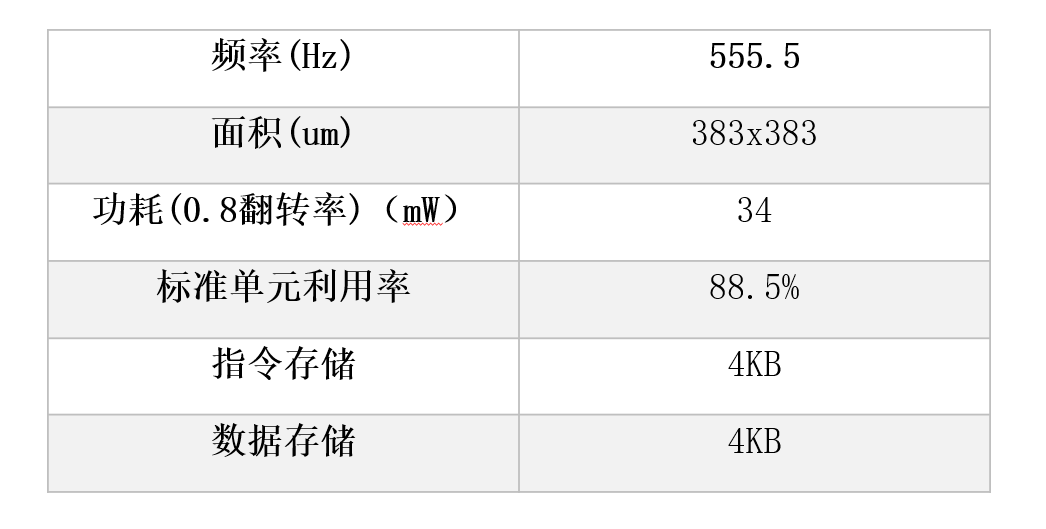 频率(Hz) 555.5
面积(um) 383x383
功耗(0.8翻转率)（mW） 34
标准单元利用率 88.5%
指令存储 4KB
数据存储 4KB